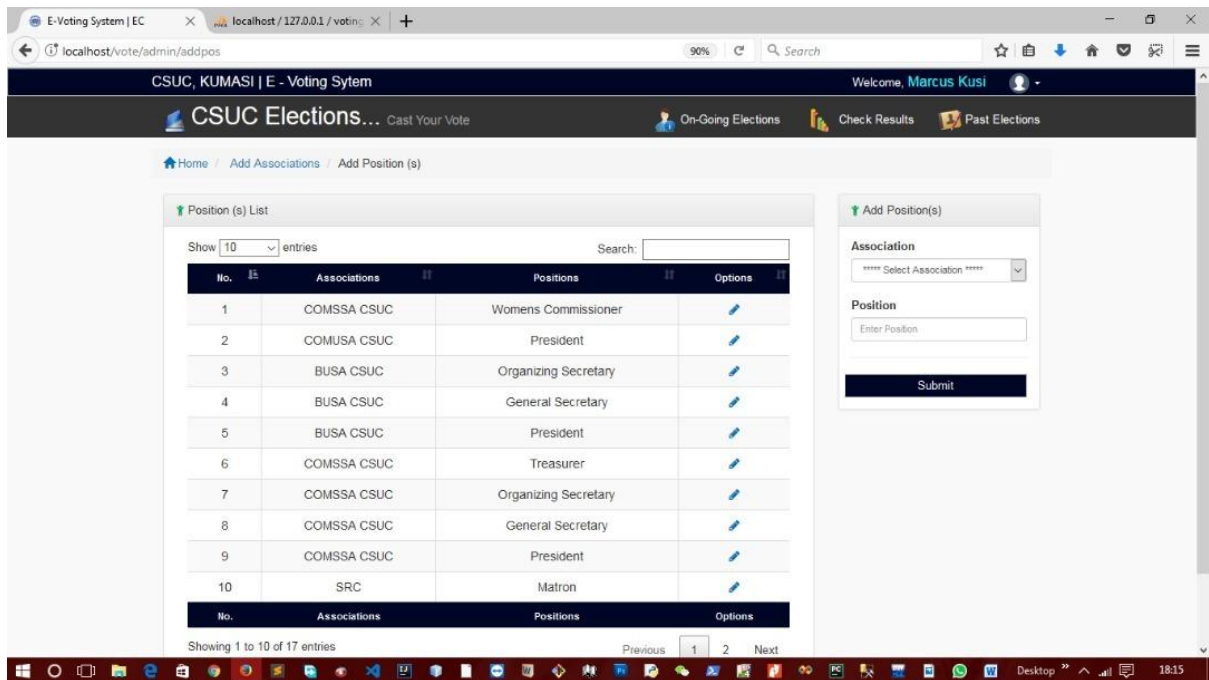 E-Voting System | EC
localhost / 127.0.0.1 / voting
localhost/vote/admin/addpos
90%
Search
CSUC, KUMASI | E - Voting Sytem
Welcome, Marcus Kusi
CSUC Elections... Cast Your Vote
On-Going Elections
Check Results
Past Elections
Home / Add Associations / Add Position (s)
Position (s) List
Show 10 entries
Search:
No. Associations Positions Options
1 COMSSA CSUC Womens Commissioner
2 COMUSA CSUC President
3 BUSA CSUC Organizing Secretary
4 BUSA CSUC General Secretary
5 BUSA CSUC President
6 COMSSA CSUC Treasurer
7 COMSSA CSUC Organizing Secretary
8 COMSSA CSUC General Secretary
9 COMSSA CSUC President
10 SRC Matron
No. Associations Positions Options
Showing 1 to 10 of 17 entries
Previous 1 2 Next
Add Position(s)
Association
***** Select Association *****
Position
Enter Position
Submit
Desktop
18:15